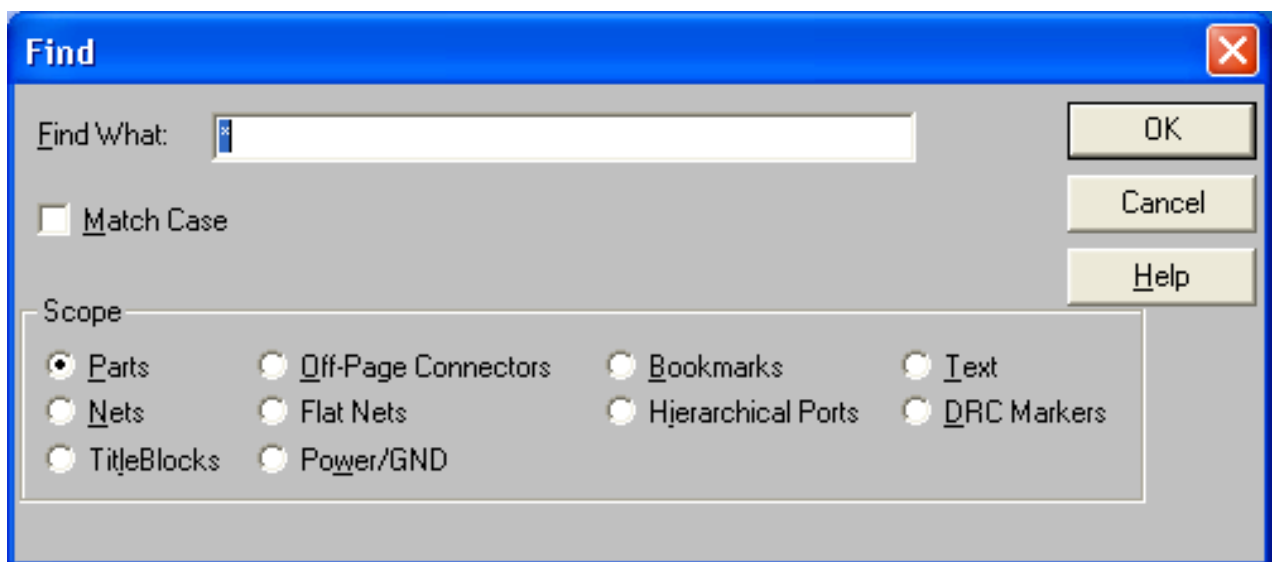 Find
Find What: *
OK
Match Case
Cancel
Help
Scope
Parts Off-Page Connectors Bookmarks Text
Nets Flat Nets Hierarchical Ports DRC Markers
TitleBlocks Power/GND